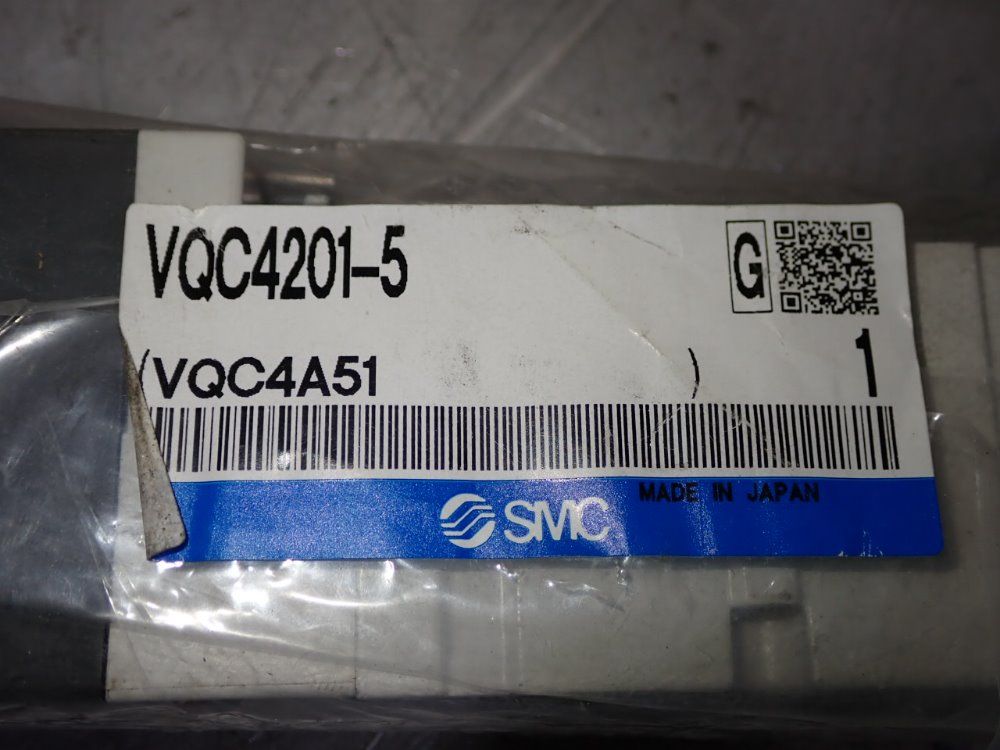 VQC4201-5
G
(VQC4A51 )
1
SMC
MADE IN JAPAN